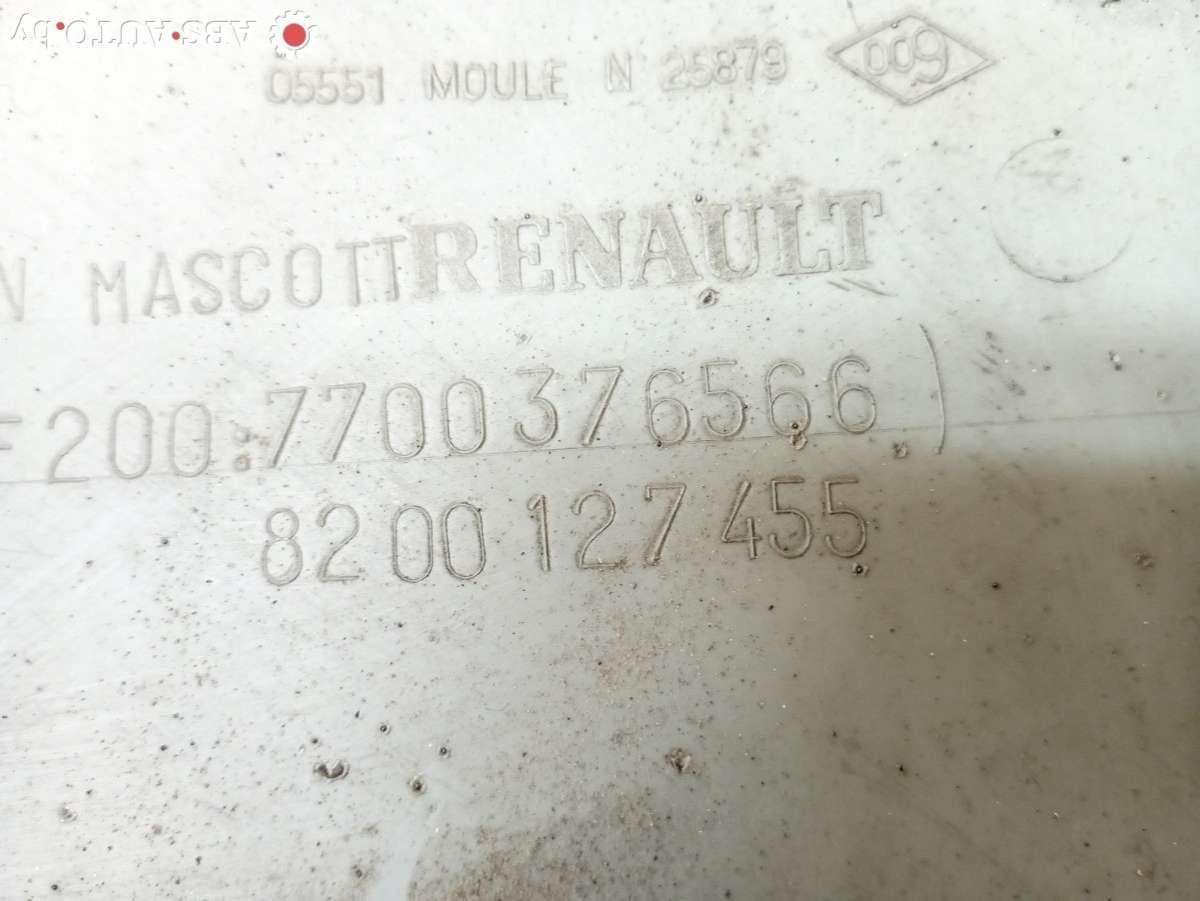 ABS-AUTO.by
05551 MOULE N 25879 009
N MASCOTT RENAULT
F200:7700376566)
8200127455